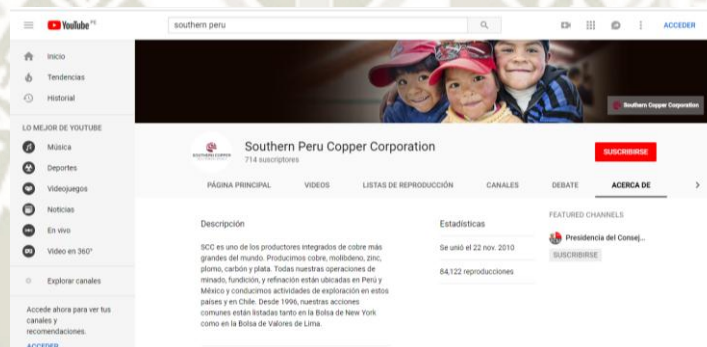 YouTube PE
southern peru
ACCEDER
Inicio
Tendencias
Historial
LO MEJOR DE YOUTUBE
Música
Deportes
Videojuegos
Noticias
En vivo
Video en 360°
Explorar canales
Accede ahora para ver tus
canales y
recomendaciones.
ACCEDER
Southern Copper Corporation
SOUTHERN COPPER
Southern Peru Copper Corporation
714 suscriptores
SUSCRIBIRSE
PÁGINA PRINCIPAL VIDEOS LISTAS DE REPRODUCCIÓN CANALES DEBATE ACERCA DE
Descripción
SCC es uno de los productores integrados de cobre más
grandes del mundo. Producimos cobre, molibdeno, zinc,
plomo, carbón y plata. Todas nuestras operaciones de
minado, fundición, y refinación están ubicadas en Perú y
México y conducimos actividades de exploración en estos
países y en Chile. Desde 1996, nuestras acciones
comunes están listadas tanto en la Bolsa de New York
como en la Bolsa de Valores de Lima.
Estadísticas
Se unió el 22 nov. 2010
64,122 reproducciones
FEATURED CHANNELS
Presidencia del Consej...
SUSCRIBIRSE